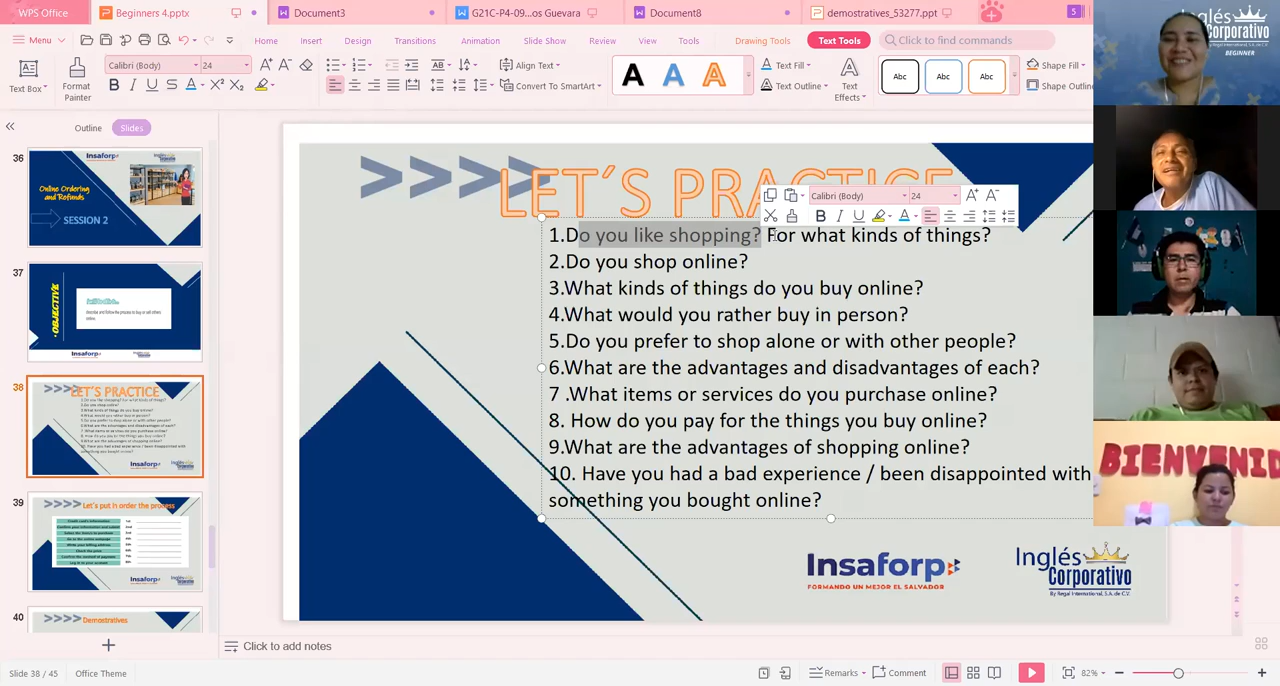 WPS Office
Beginners 4.pptx
Document3
G21C-P4-09...os Guevara
Document8
demostratives_53277.ppt
S
Menu
Home
Insert
Design
Transitions
Animation
Slide Show
Review
View
Tools
Drawing Tools
Text Tools
Click to find commands
Text Box
Format Painter
Calibri (Body)
24
Align Text
Convert To SmartArt
Text Fill
Text Outline
Text Effects
Abc
Abc
Abc
Shape Fill
Shape Outlin
Outline
Slides
36
Online Ordering
and Refunds
SESSION 2
37
OBJECTIVE
38
LET´S PRACTICE
39
Let's put in order the process
40
Demostratives
LET´S PRACTICE
Calibri (Body)
24
1.Do you like shopping? For what kinds of things?
2.Do you shop online?
3.What kinds of things do you buy online?
4.What would you rather buy in person?
5.Do you prefer to shop alone or with other people?
6.What are the advantages and disadvantages of each?
7 .What items or services do you purchase online?
8. How do you pay for the things you buy online?
9.What are the advantages of shopping online?
10. Have you had a bad experience / been disappointed with
something you bought online?
Insaforp
FORMANDO UN MEJOR EL SALVADOR
Inglés
Corporativo
By Regal International, S.A. de C.V.
Inglés
Corporativo
By Regal International, S.A. de C.V.
BEGINNER
BIENVENID
Click to add notes
Slide 38 / 45
Office Theme
Remarks
Comment
82%